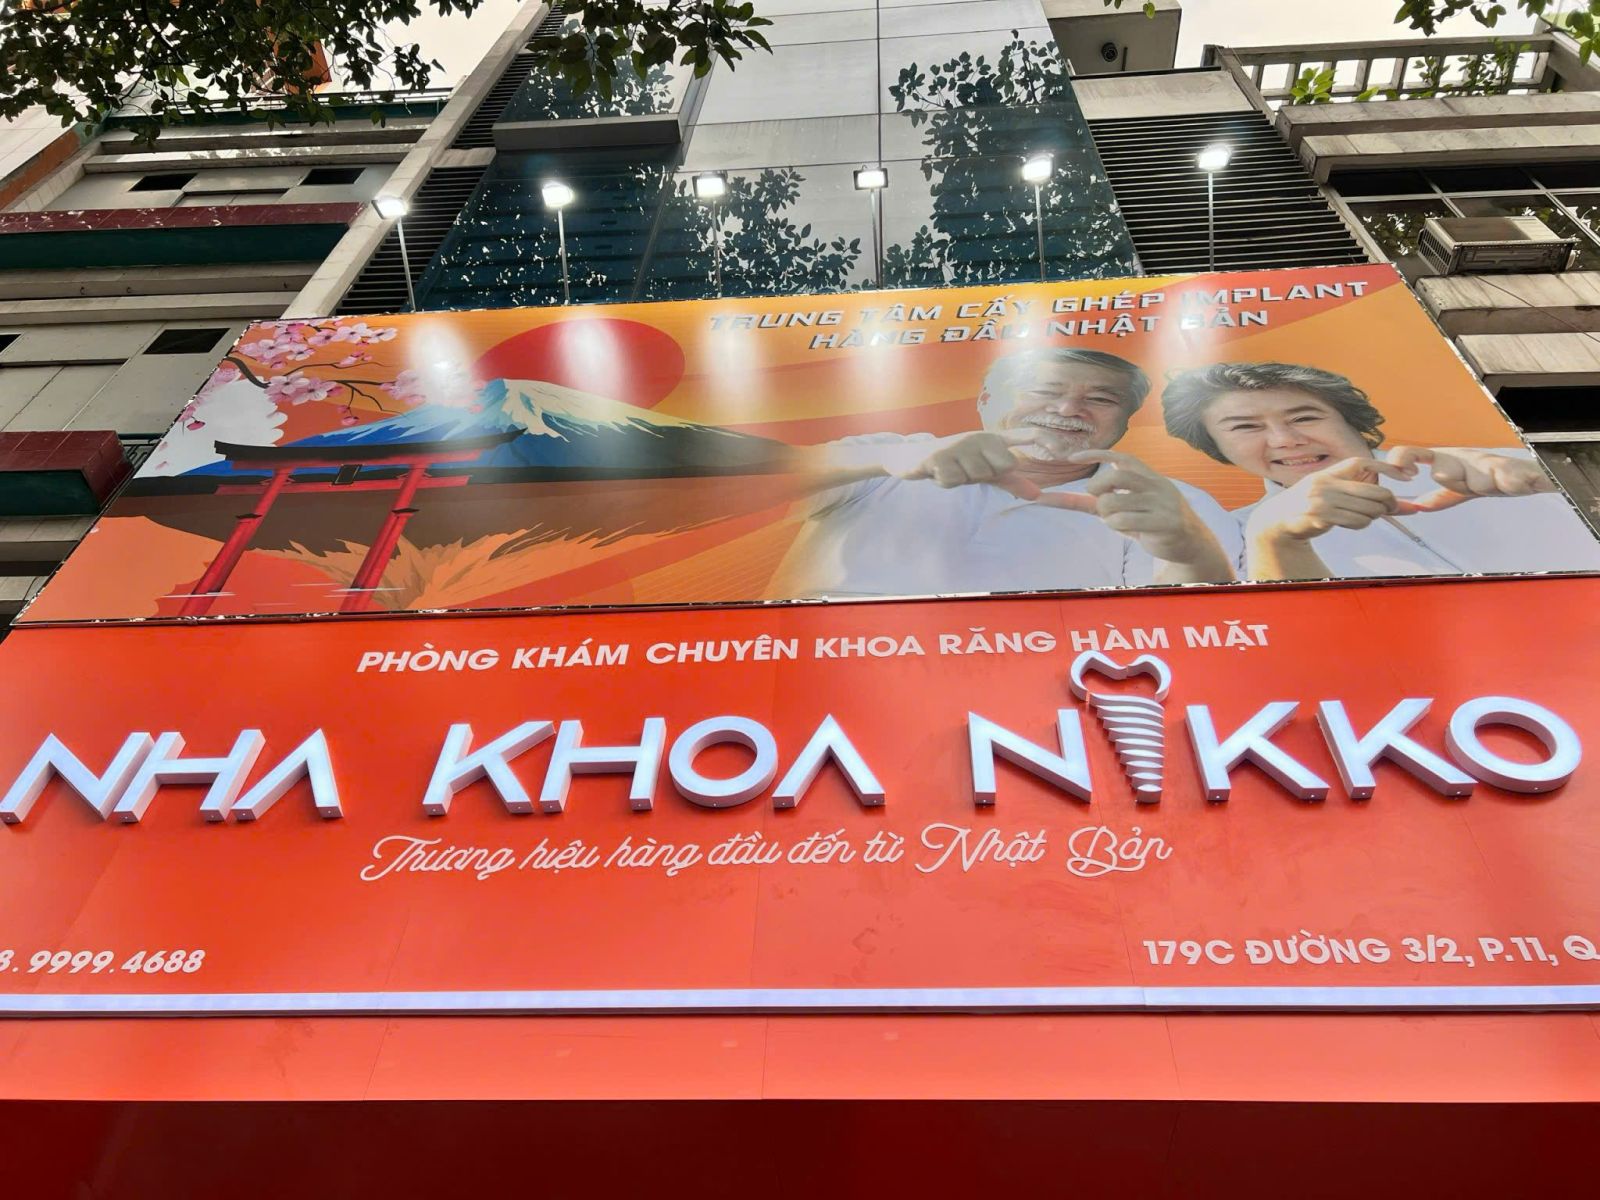 TRUNG TÂM CẤY GHÉP IMPLANT
HÀNG ĐẦU NHẬT BẢN
PHÒNG KHÁM CHUYÊN KHOA RĂNG HÀM MẶT
NHA KHOA NIKKO
Thương hiệu hàng đầu đến từ Nhật Bản
8. 9999. 4688
179C ĐƯỜNG 3/2, P.11, Q